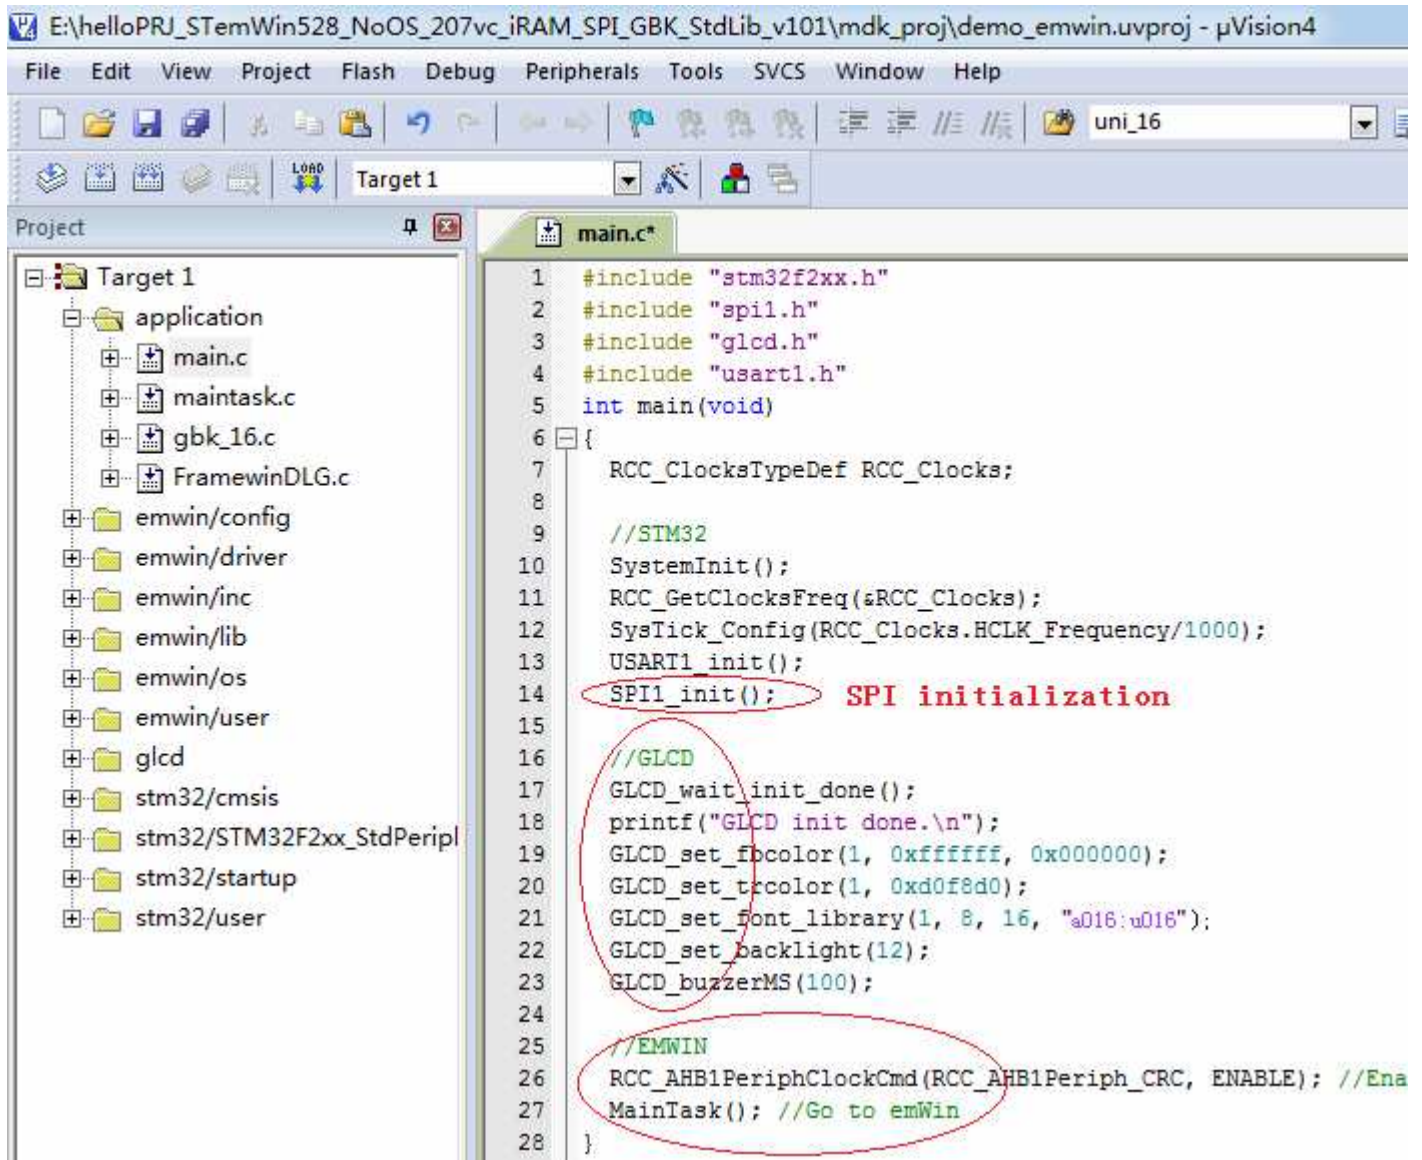 E:\helloPRJ_STemWin528_NoOS_207vc_iRAM_SPI_GBK_StdLib_v101\mdk_proj\demo_emwin.uvproj - µVision4
File Edit View Project Flash Debug Peripherals Tools SVCS Window Help
uni_16
LOAD Target 1
Project
main.c*
Target 1
application
main.c
maintask.c
gbk_16.c
FramewinDLG.c
emwin/config
emwin/driver
emwin/inc
emwin/lib
emwin/os
emwin/user
glcd
stm32/cmsis
stm32/STM32F2xx_StdPeripl
stm32/startup
stm32/user
1 #include "stm32f2xx.h"
2 #include "spi1.h"
3 #include "glcd.h"
4 #include "usart1.h"
5 int main(void)
6 {
7 RCC_ClocksTypeDef RCC_Clocks;
8
9 //STM32
10 SystemInit();
11 RCC_GetClocksFreq(&RCC_Clocks);
12 SysTick_Config(RCC_Clocks.HCLK_Frequency/1000);
13 USART1_init();
14 SPI1_init(); SPI initialization
15
16 //GLCD
17 GLCD_wait_init_done();
18 printf("GLCD init done.\n");
19 GLCD_set_fbcolor(1, 0xffffff, 0x000000);
20 GLCD_set_trcolor(1, 0xd0f8d0);
21 GLCD_set_font_library(1, 8, 16, "a016:u016");
22 GLCD_set_backlight(12);
23 GLCD_buzzerMS(100);
24
25 //EMWIN
26 RCC_AHB1PeriphClockCmd(RCC_AHB1Periph_CRC, ENABLE); //Ena
27 MainTask(); //Go to emWin
28 }